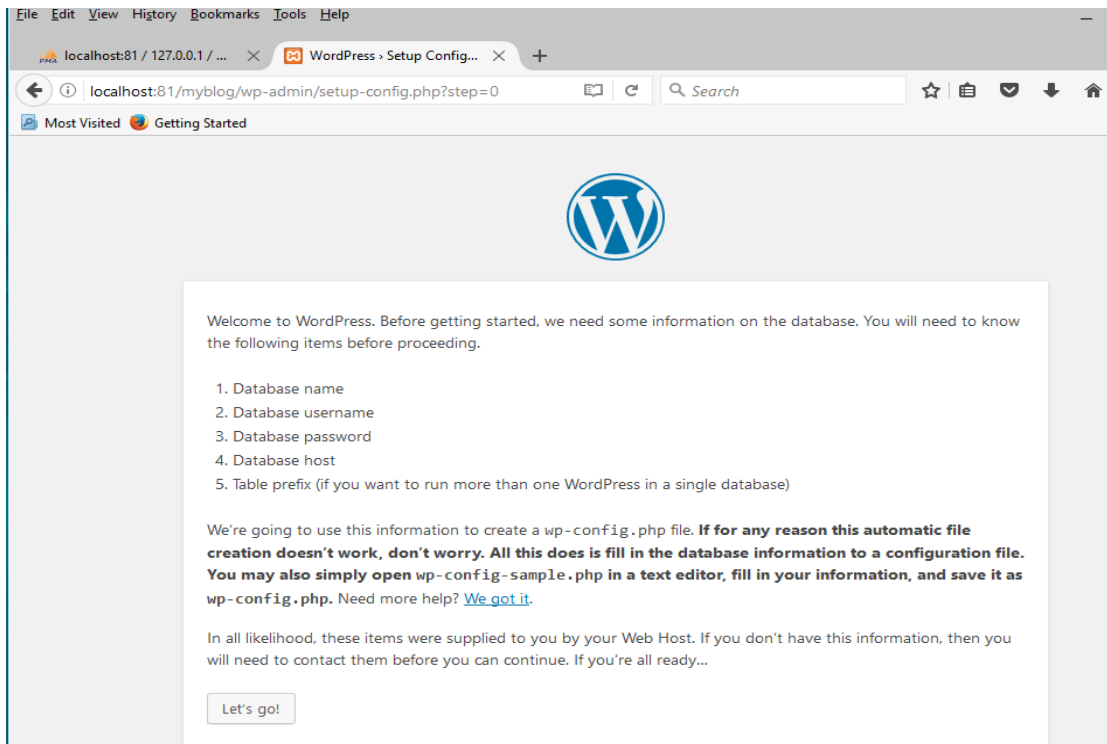 File Edit View History Bookmarks Tools Help
localhost:81 / 127.0.0.1 / ... WordPress › Setup Config...
localhost:81/myblog/wp-admin/setup-config.php?step=0 Search
Most Visited Getting Started
Welcome to WordPress. Before getting started, we need some information on the database. You will need to know
the following items before proceeding.
1. Database name
2. Database username
3. Database password
4. Database host
5. Table prefix (if you want to run more than one WordPress in a single database)
We're going to use this information to create a wp-config.php file. If for any reason this automatic file
creation doesn't work, don't worry. All this does is fill in the database information to a configuration file.
You may also simply open wp-config-sample.php in a text editor, fill in your information, and save it as
wp-config.php. Need more help? We got it.
In all likelihood, these items were supplied to you by your Web Host. If you don't have this information, then you
will need to contact them before you can continue. If you're all ready...
Let's go!